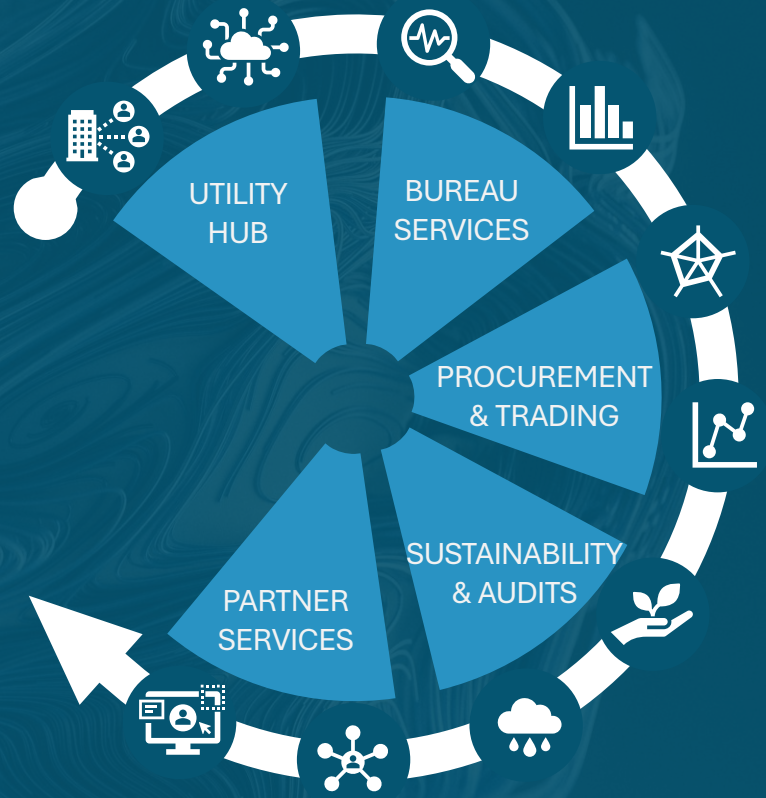 UTILITY
HUB
BUREAU
SERVICES
PROCUREMENT
& TRADING
SUSTAINABILITY
& AUDITS
PARTNER
SERVICES